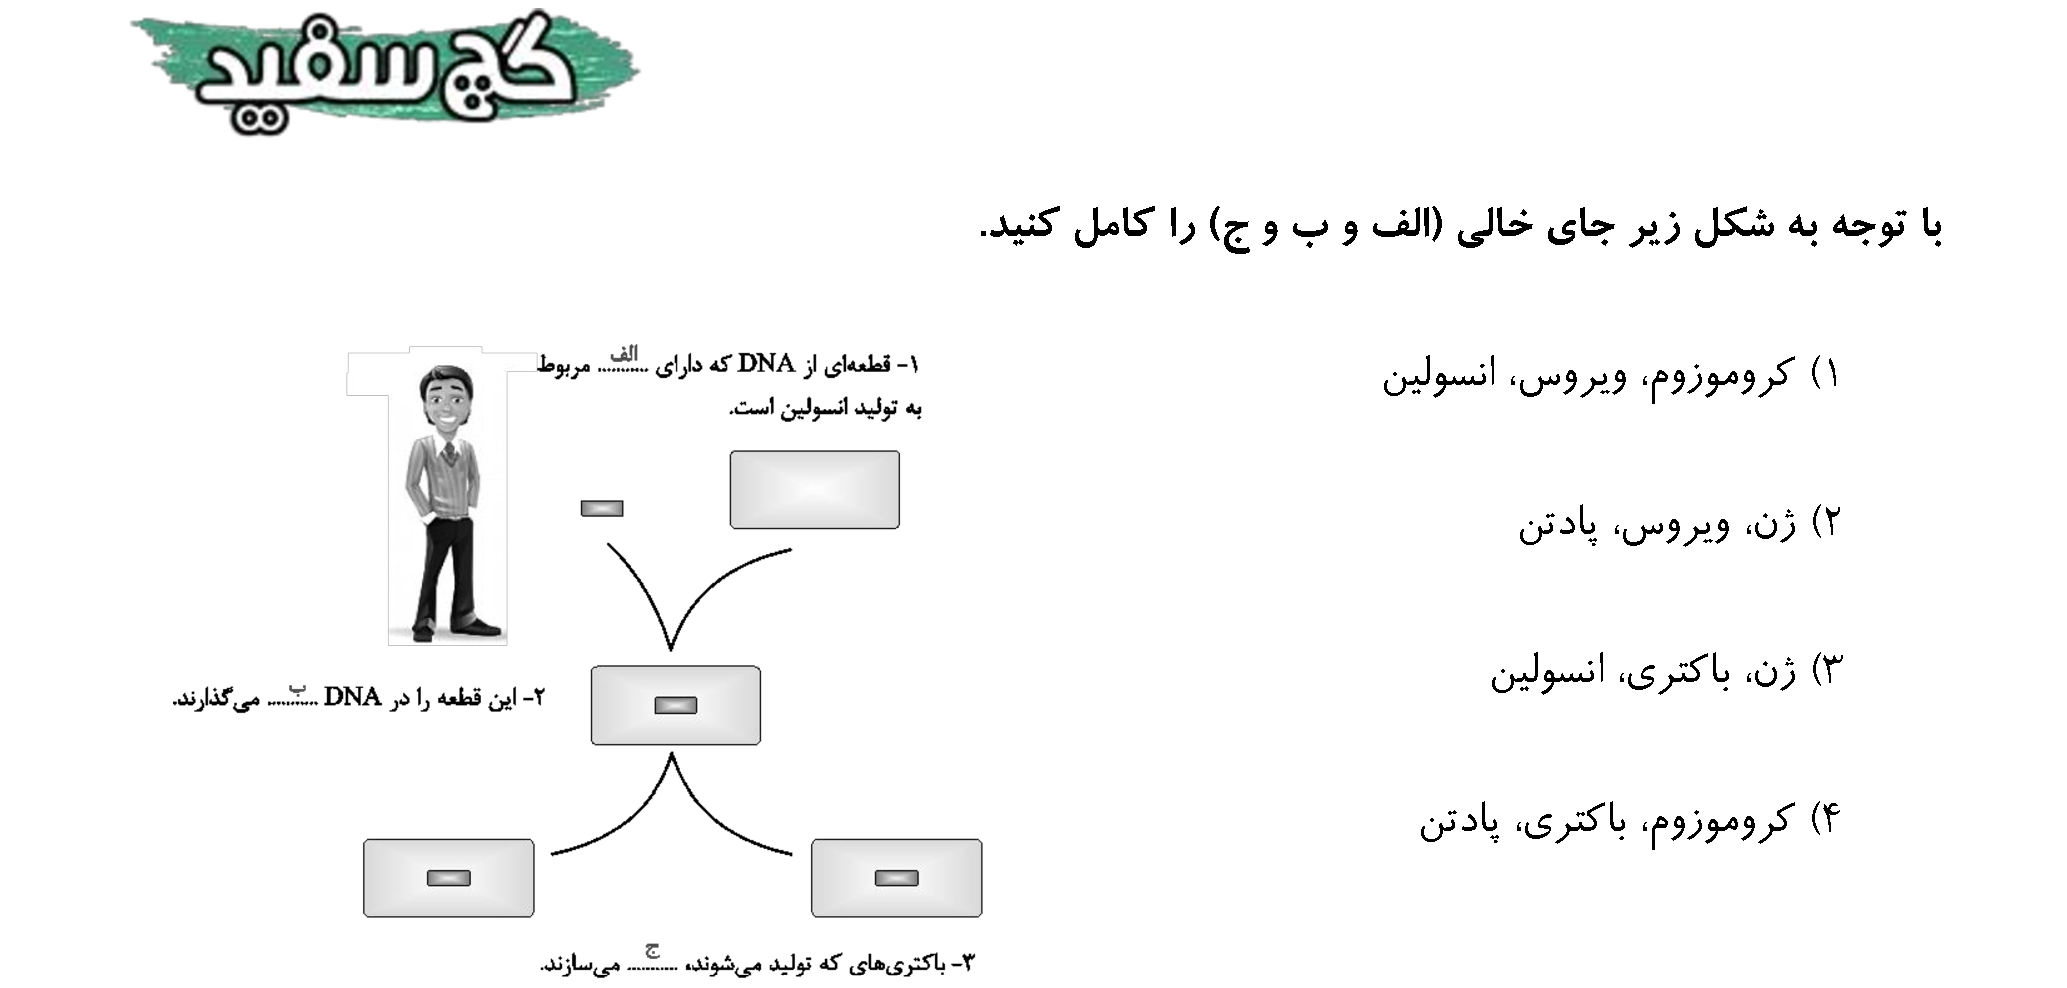 گچ سفید
با توجه به شکل زیر جای خالی (الف و ب و ج) را کامل کنید.
۱) کروموزوم، ویروس، انسولین
۲) ژن، ویروس، پادتن
۳) ژن، باکتری، انسولین
۴) کروموزوم، باکتری، پادتن
۱- قطعه‌ای از DNA که دارای ....الف.... مربوط
به تولید انسولین است.
۲- این قطعه را در DNA ....ب.... می‌گذارند.
۳- باکتری‌های که تولید می‌شوند، ....ج.... می‌سازند.